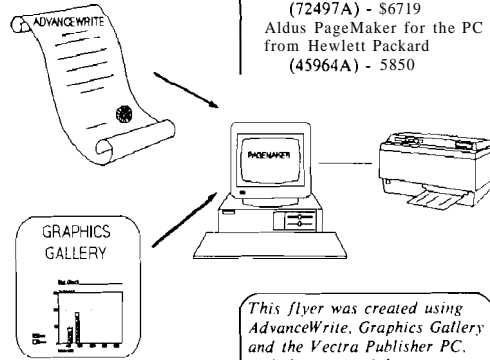 (72497A) - $6719
Aldus PageMaker for the PC
from Hewlett Packard
(45964A) - 5850
ADVANCEWRITE
PAGEMAKER
GRAPHICS
GALLERY
This flyer was created using
AdvanceWrite, Graphics Gallery
and the Vectra Publisher PC,